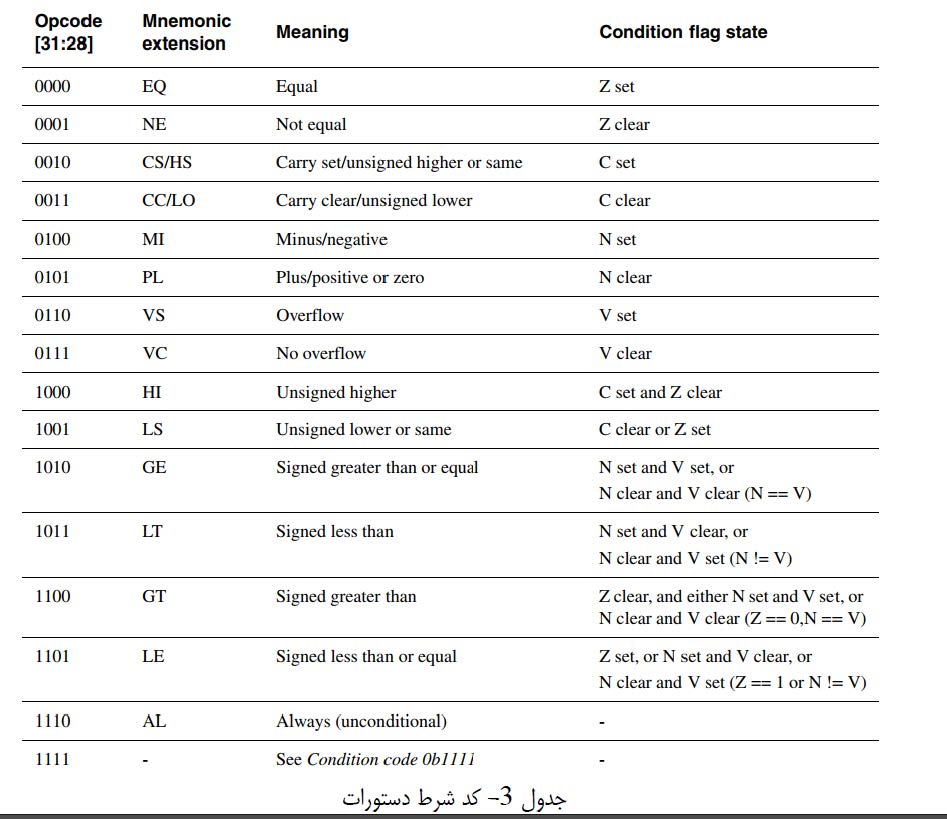 Opcode [31:28] Mnemonic extension Meaning Condition flag state
0000 EQ Equal Z set
0001 NE Not equal Z clear
0010 CS/HS Carry set/unsigned higher or same C set
0011 CC/LO Carry clear/unsigned lower C clear
0100 MI Minus/negative N set
0101 PL Plus/positive or zero N clear
0110 VS Overflow V set
0111 VC No overflow V clear
1000 HI Unsigned higher C set and Z clear
1001 LS Unsigned lower or same C clear or Z set
1010 GE Signed greater than or equal N set and V set, or
N clear and V clear (N == V)
1011 LT Signed less than N set and V clear, or
N clear and V set (N != V)
1100 GT Signed greater than Z clear, and either N set and V set, or
N clear and V clear (Z == 0,N == V)
1101 LE Signed less than or equal Z set, or N set and V clear, or
N clear and V set (Z == 1 or N != V)
1110 AL Always (unconditional) -
1111 - See Condition code 0b1111 -
جدول 3- کد شرط دستورات